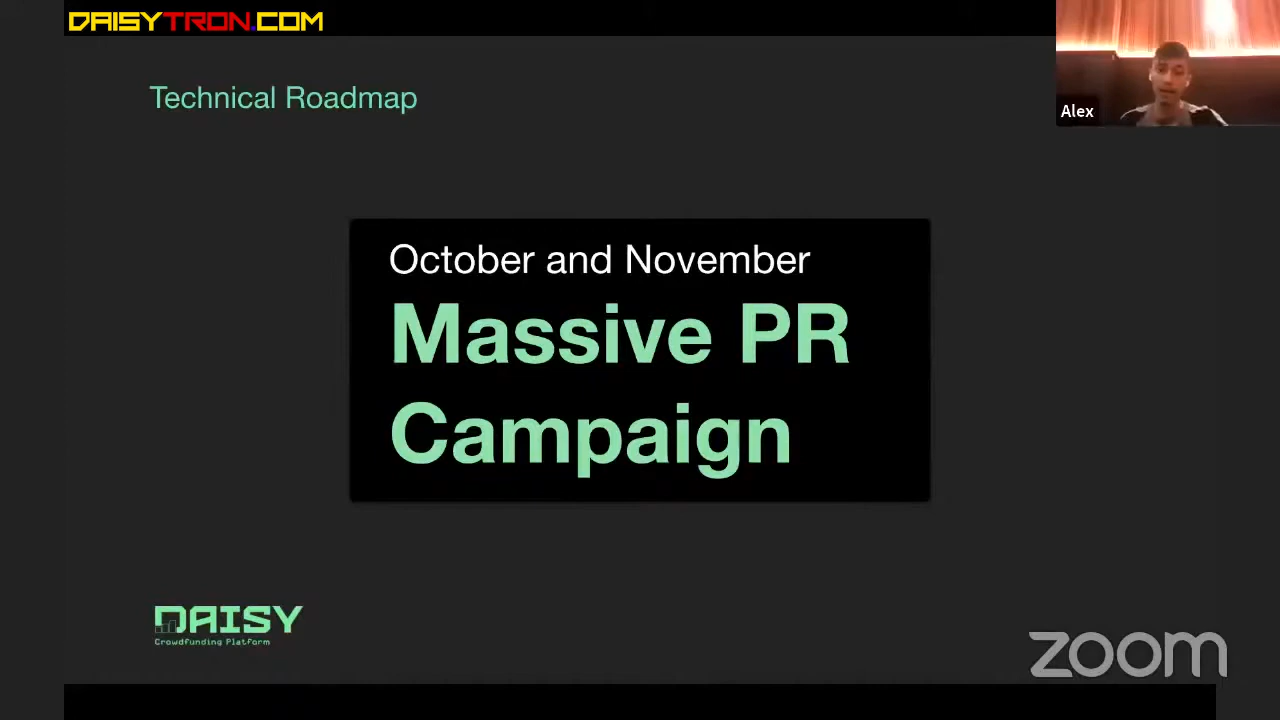 DAISYTRON.COM
Technical Roadmap
Alex
October and November
Massive PR
Campaign
DAISY
Crowdfunding Platform
zoom